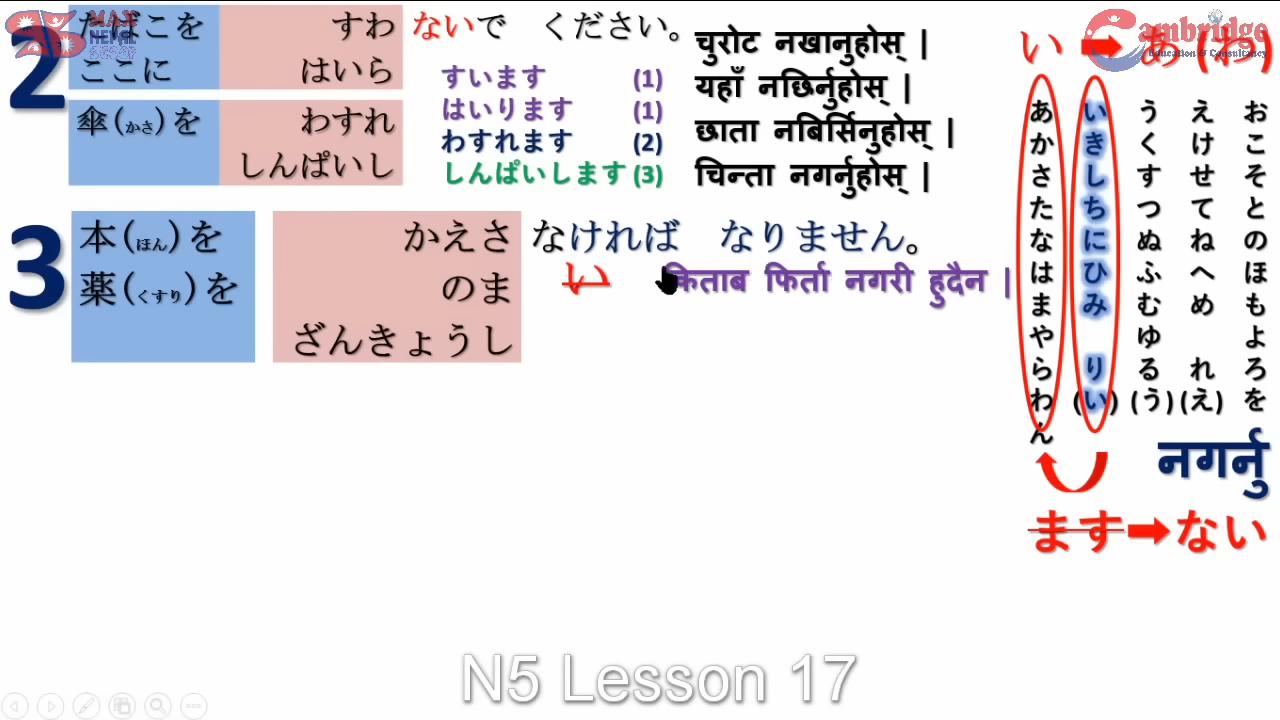 2
たばこを すわ ないで ください。
ここに はいら
傘(かさ)を わすれ
しんぱいし
すいます (1)
はいります (1)
わすれます (2)
しんぱいします (3)
चुरोट नखानुहोस् |
यहाँ नछिर्नुहोस् |
छाता नबिर्सिनुहोस् |
चिन्ता नगर्नुहोस् |
3
本(ほん)を かえさ なければ なりません。
薬(くすり)を のま
ざんきょうし
い
किताब फिर्ता नगरी हुदैन |
い ➡ あ (わ)
Cambridge
Education & Consultancy
あ い う え お
か き く け こ
さ し す せ そ
た ち つ て と
な に ぬ ね の
は ひ ふ へ ほ
ま み む め も
や ゆ よ
ら り る れ ろ
わ (い) (う) (え) を
ん
नगर्नु
ます➡ない
N5 Lesson 17